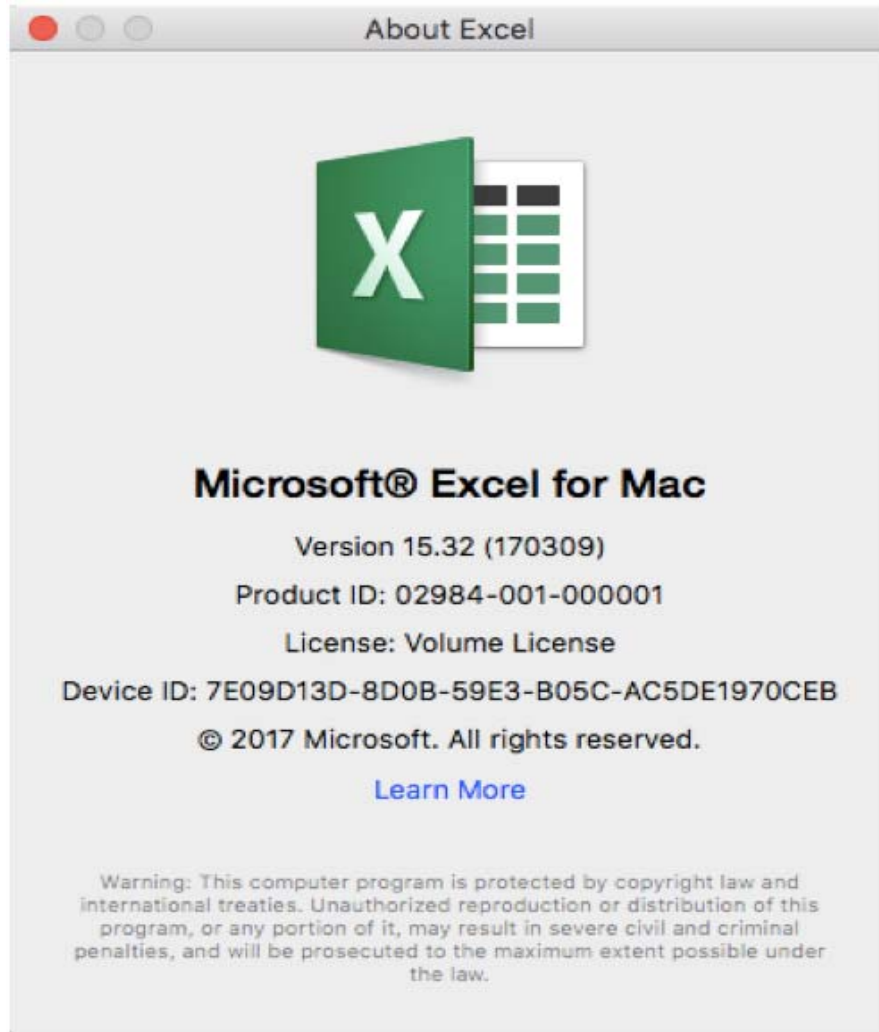 About Excel
X
Microsoft® Excel for Mac
Version 15.32 (170309)
Product ID: 02984-001-000001
License: Volume License
Device ID: 7E09D13D-8D0B-59E3-B05C-AC5DE1970CEB
© 2017 Microsoft. All rights reserved.
Learn More
Warning: This computer program is protected by copyright law and
international treaties. Unauthorized reproduction or distribution of this
program, or any portion of it, may result in severe civil and criminal
penalties, and will be prosecuted to the maximum extent possible under
the law.